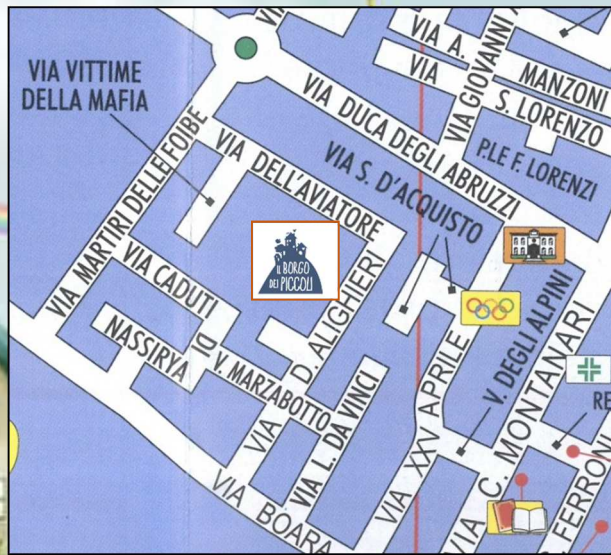 VI
VIA A.
MANZONI
VIA
S. LORENZO
VIA GIOVANNI
VIA VITTIME
DELLA MAFIA
VIA DUCA DEGLI ABRUZZI
P.LE F. LORENZI
VIA MARTIRI DELLE FOIBE
VIA DELL'AVIATORE
VIA S. D'ACQUISTO
IL BORGO
DEI PICCOLI
VIA CADUTI
DI
NASSIRYA
V. MARZABOTTO
VIA D. ALIGHIERI
VIA L. DA VINCI
VIA XXV APRILE
V. DEGLI ALPINI
VIA C. MONTANARI
RE
FERRONI
VIA BOARA